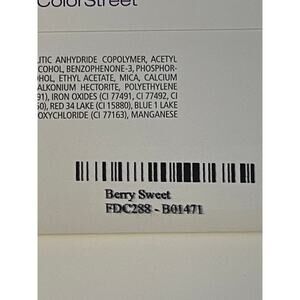 ColorStreet
LITIC ANHYDRIDE COPOLYMER, ACETYL
COHOL, BENZOPHENONE-3, PHOSPHOR-
OHOL, ETHYL ACETATE, MICA, CALCIUM
ALKONIUM HECTORITE, POLYETHYLENE
91), IRON OXIDES (CI 77491, CI 77492, CI
50), RED 34 LAKE (CI 15880), BLUE 1 LAKE
OXYCHLORIDE (CI 77163), MANGANESE
Berry Sweet
FDC288 - B01471